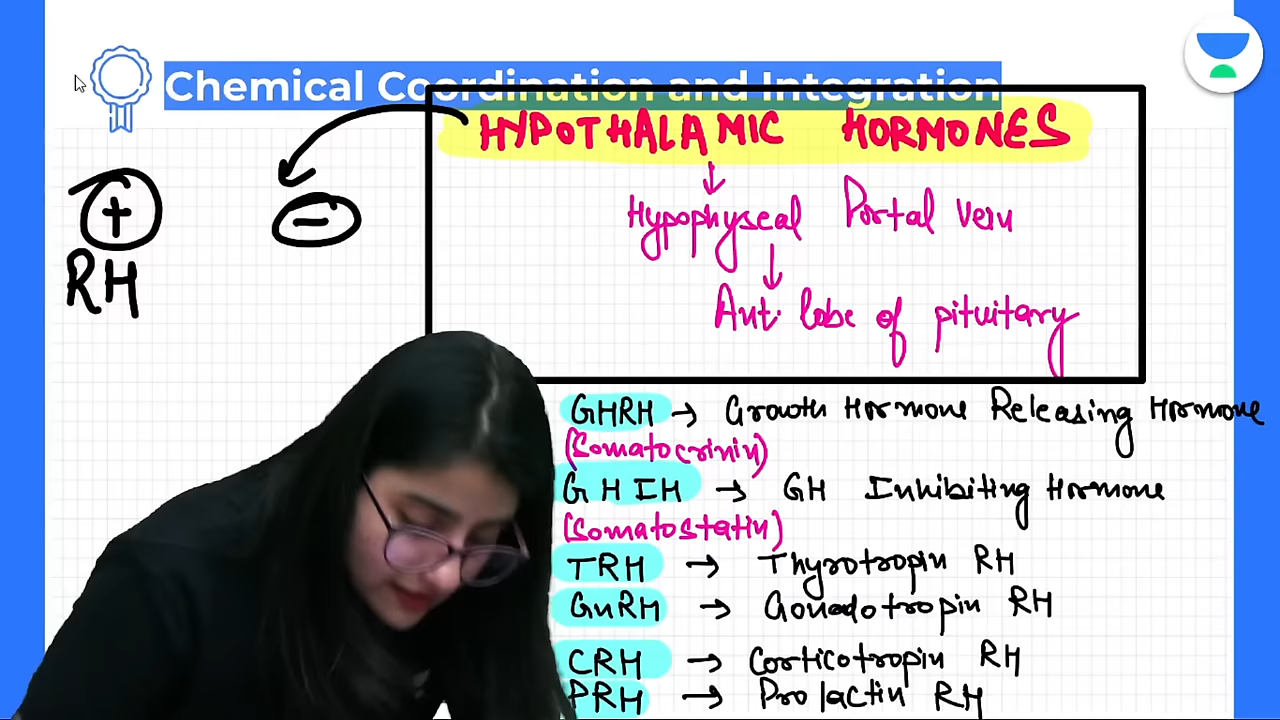 Chemical Coordination and Integration
HYPOTHALAMIC HORMONES
+
−
Hypophyseal Portal vein
RH
Ant. lobe of pituitary
GHRH → Growth Hormone Releasing Hormone
(Somatocrinin)
GHIH → GH Inhibiting Hormone
(Somatostatin)
TRH → Thyrotropin RH
GnRH → Gonadotropin RH
CRH → Corticotropin RH
PRH → Prolactin RH